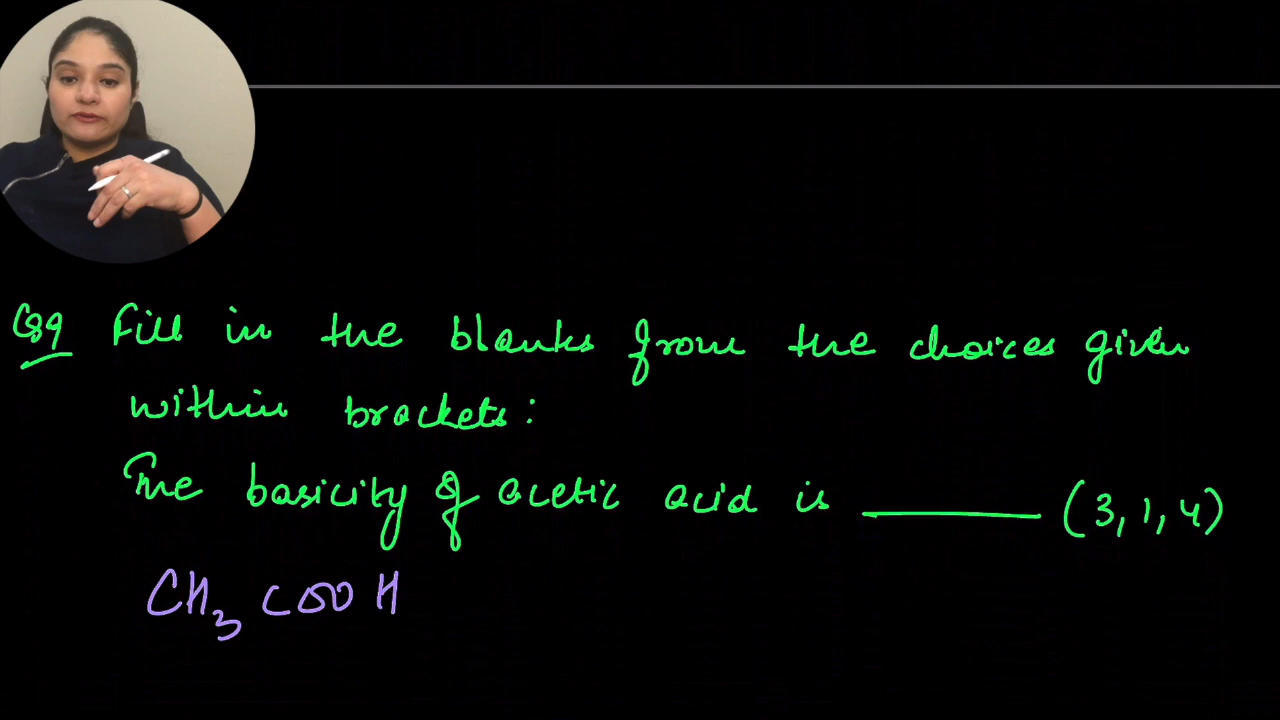 Q39 Fill in the blanks from the choices given
within brackets:
The basicity of acetic acid is ______ (3, 1, 4)
CH₃COOH